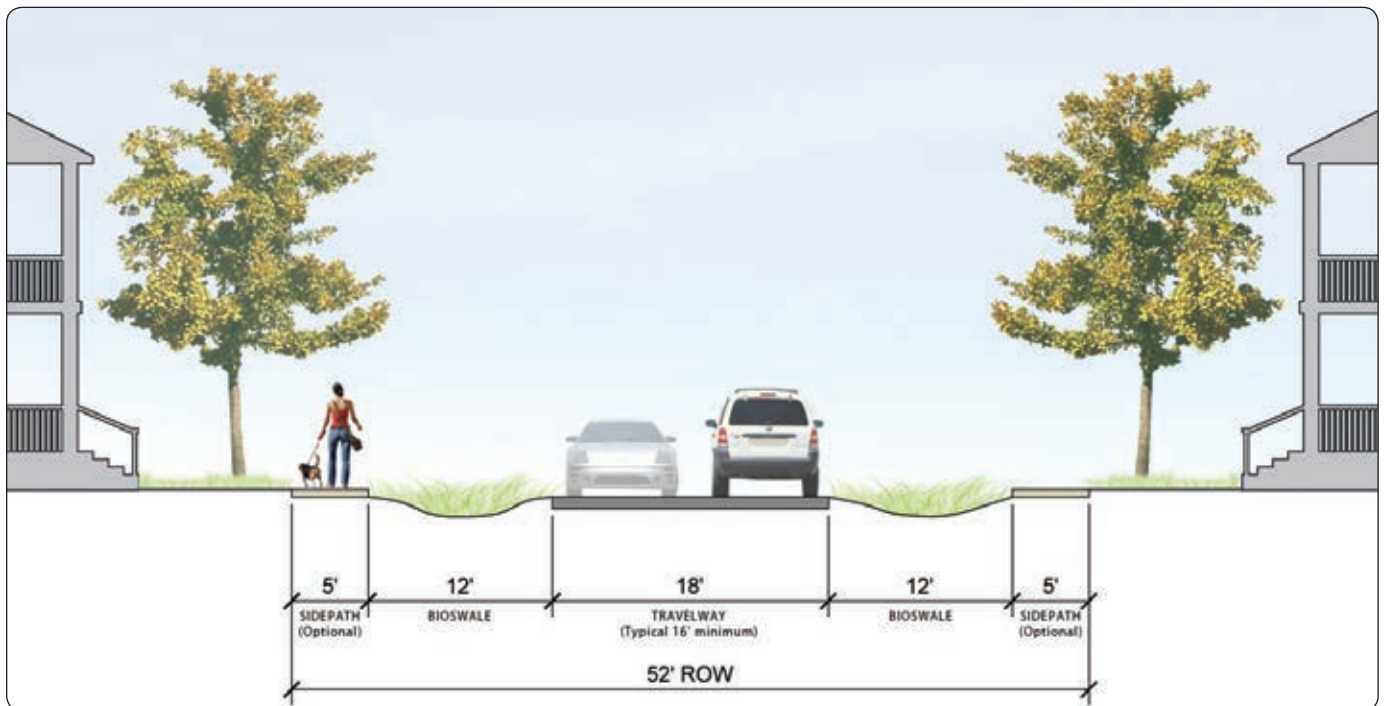 5' 12' 18' 12' 5'
SIDEPATH BIOSWALE TRAVELWAY BIOSWALE SIDEPATH
(Optional) (Typical 16' minimum) (Optional)
52' ROW